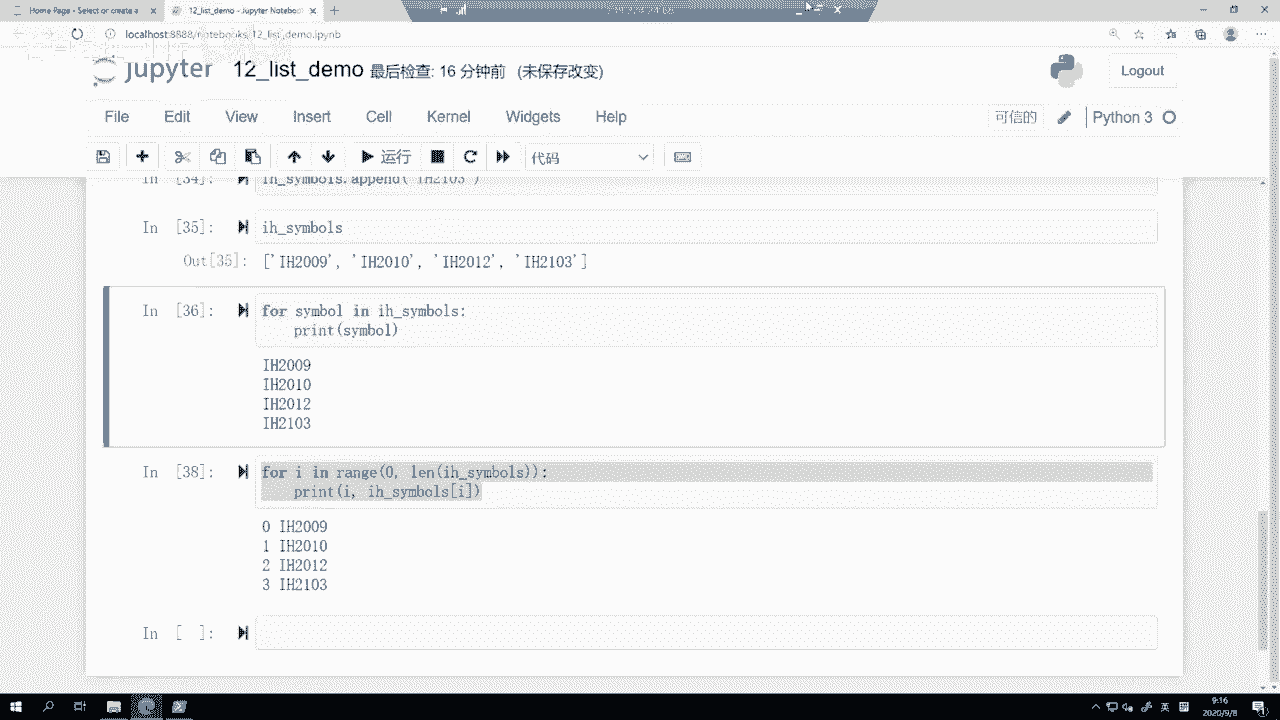 Home Page - Select or create a
12_list_demo - Jupyter Notebook
localhost:8888/notebooks/12_list_demo.ipynb
jupyter 12_list_demo 最后检查: 16 分钟前 (未保存改变)
Logout
File Edit View Insert Cell Kernel Widgets Help
可信的
Python 3
运行
代码
In [34]: ih_symbols.append('IH2103')
In [35]: ih_symbols
Out[35]: ['IH2009', 'IH2010', 'IH2012', 'IH2103']
In [36]: for symbol in ih_symbols:
print(symbol)
IH2009
IH2010
IH2012
IH2103
In [38]: for i in range(0, len(ih_symbols)):
print(i, ih_symbols[i])
0 IH2009
1 IH2010
2 IH2012
3 IH2103
In [ ]:
英
9:16
2020/9/8